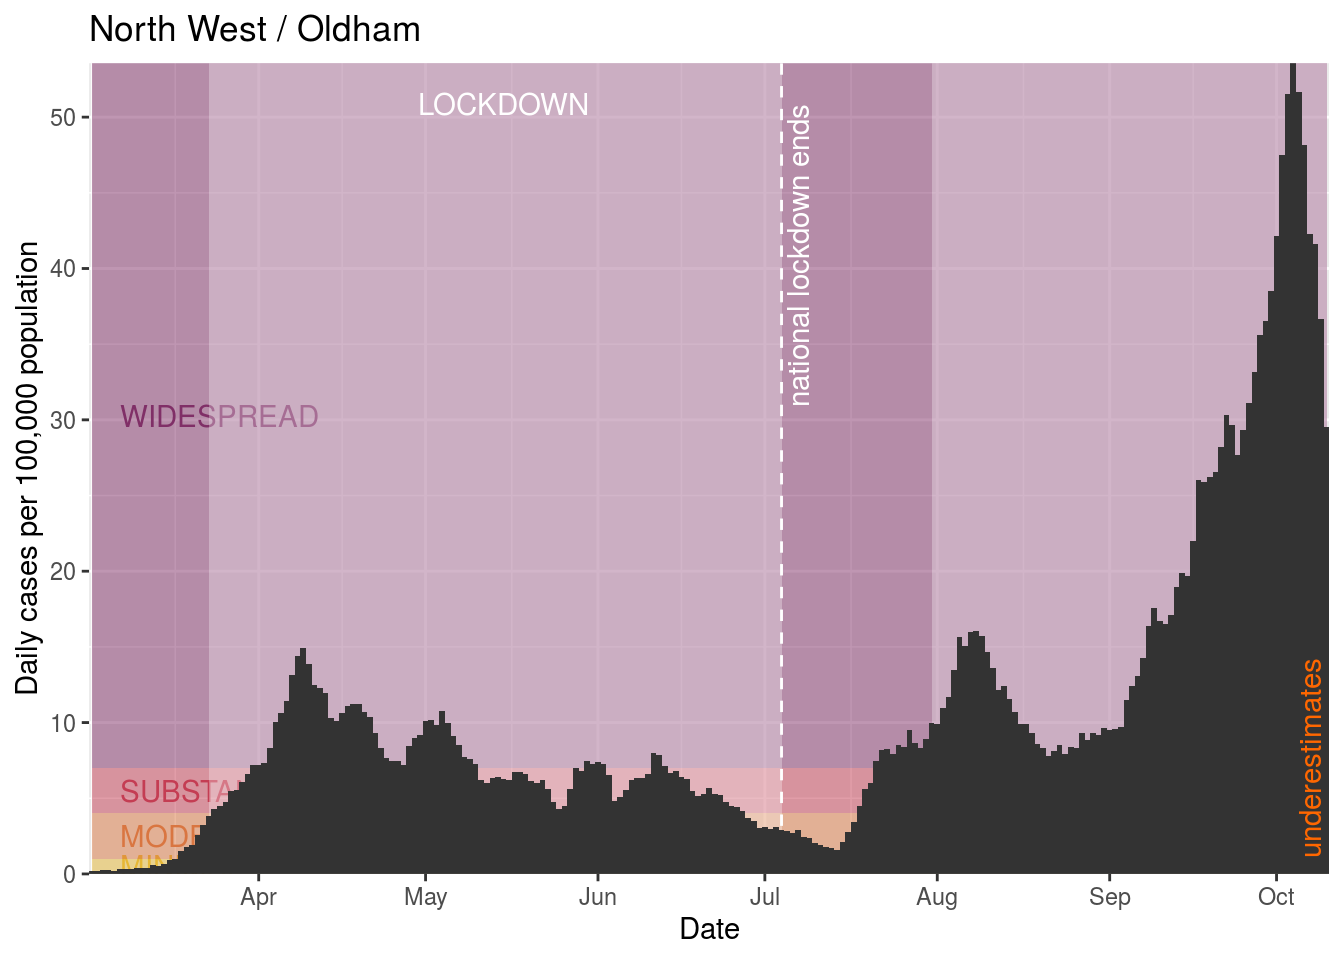 North West / Oldham
LOCKDOWN
national lockdown ends
WIDESPREAD
SUBSTA
MODE
MIN
underestimates
Daily cases per 100,000 population
50
40
30
20
10
0
Apr
May
Jun
Jul
Aug
Sep
Oct
Date